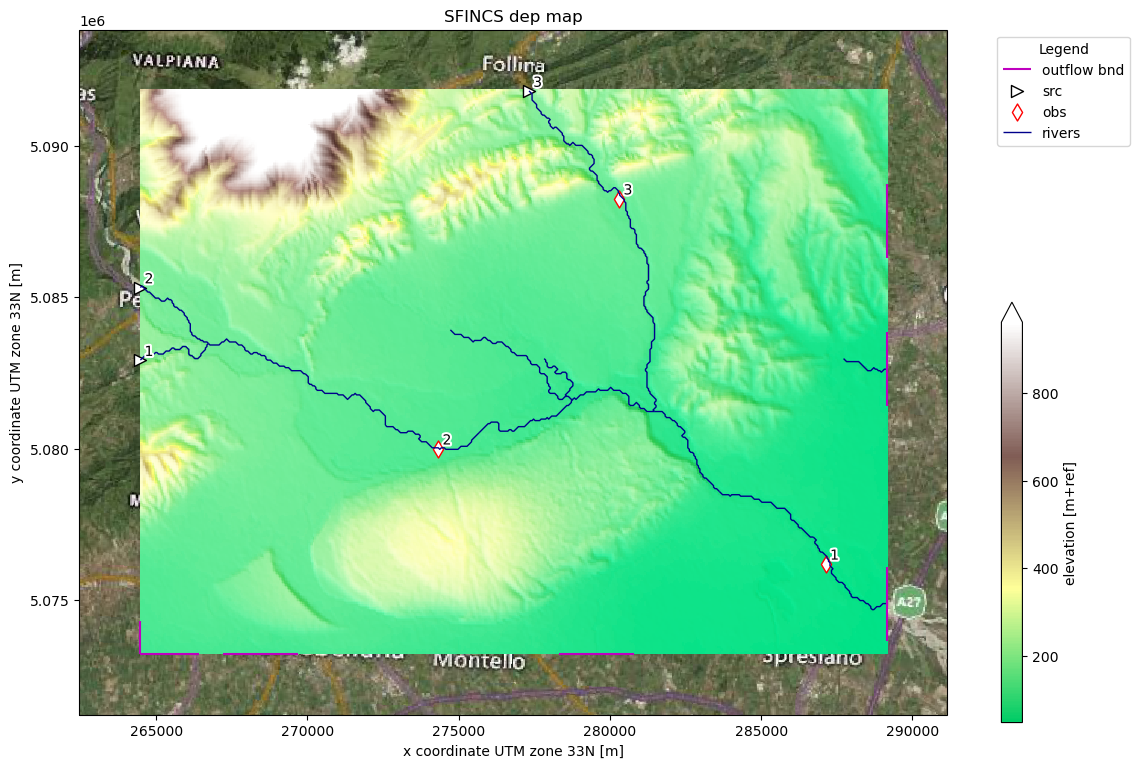 SFINCS dep map
1e6
VALPIANA
Follina
as
3
5.090
3
2
Pe
5.085
1
2
5.080
M
1
5.075
A27
Montello
Spresiano
265000
270000
275000
280000
285000
290000
x coordinate UTM zone 33N [m]
y coordinate UTM zone 33N [m]
Legend
outflow bnd
src
obs
rivers
800
600
400
200
elevation [m+ref]